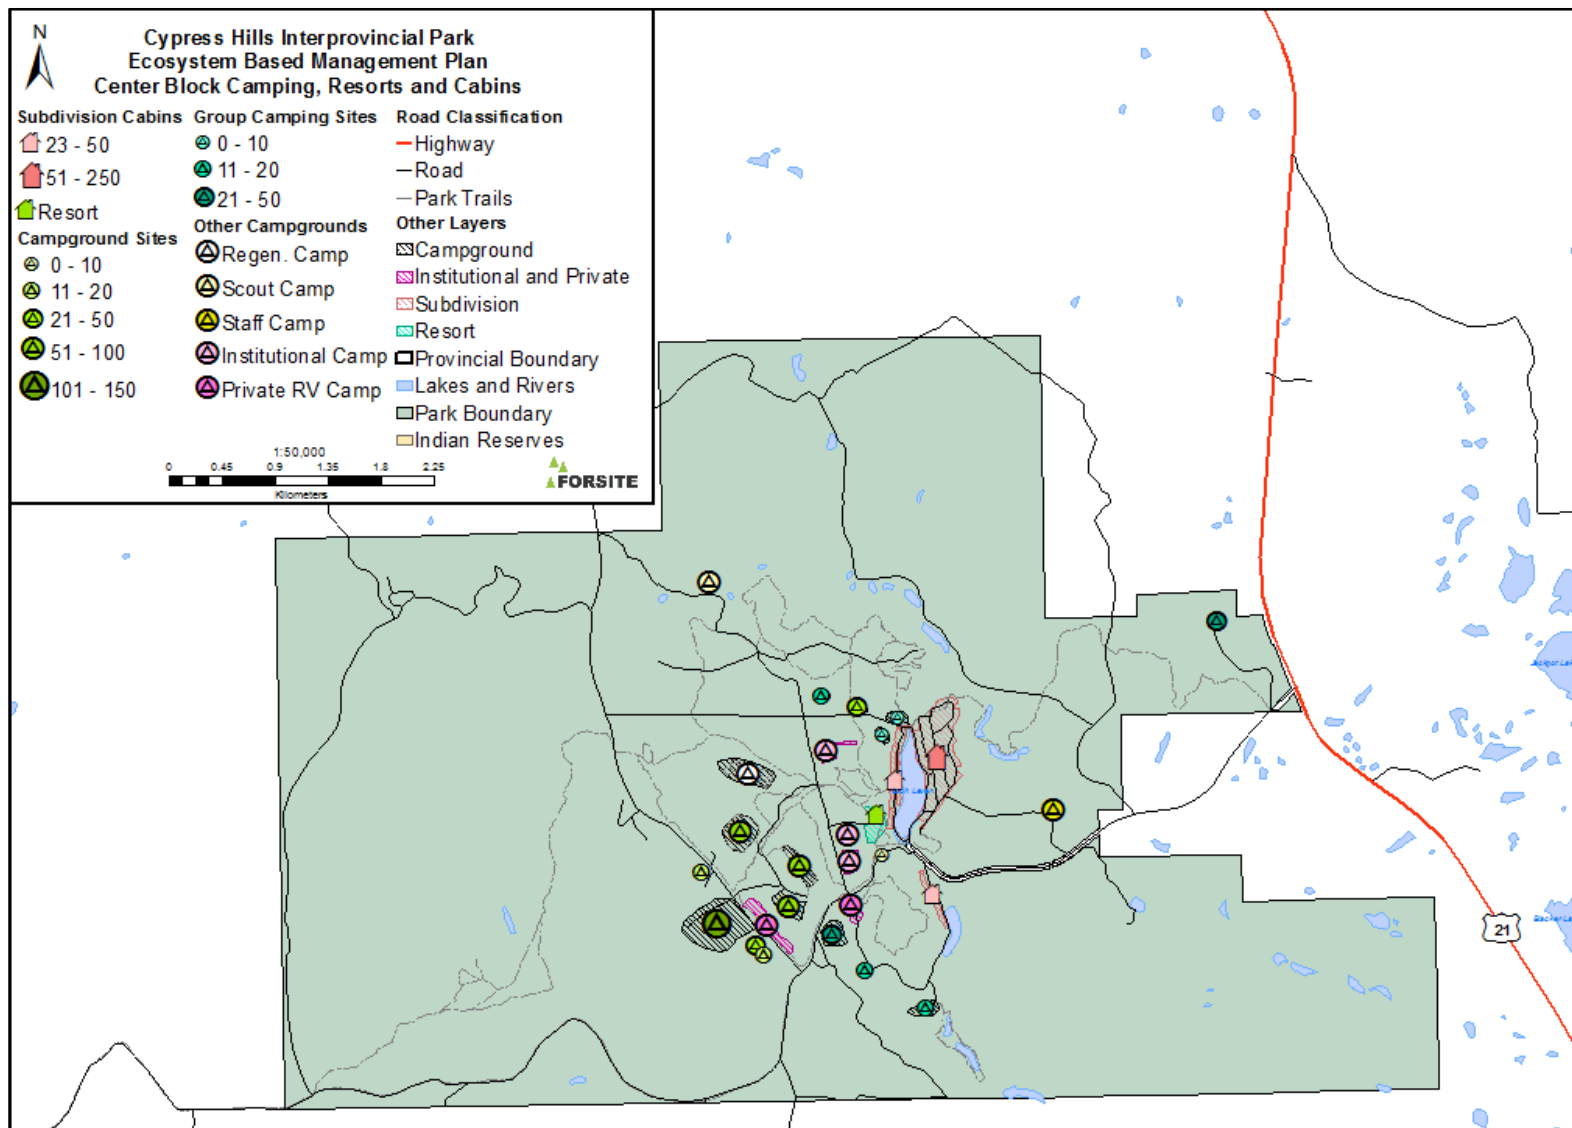 N
Cypress Hills Interprovincial Park
Ecosystem Based Management Plan
Center Block Camping, Resorts and Cabins
Subdivision Cabins
23 - 50
51 - 250
Resort
Campground Sites
0 - 10
11 - 20
21 - 50
51 - 100
101 - 150
Group Camping Sites
0 - 10
11 - 20
21 - 50
Other Campgrounds
Regen. Camp
Scout Camp
Staff Camp
Institutional Camp
Private RV Camp
Road Classification
Highway
Road
Park Trails
Other Layers
Campground
Institutional and Private
Subdivision
Resort
Provincial Boundary
Lakes and Rivers
Park Boundary
Indian Reserves
1:50,000
0 0.45 0.9 1.35 1.8 2.25
Kilometers
FORSITE
21